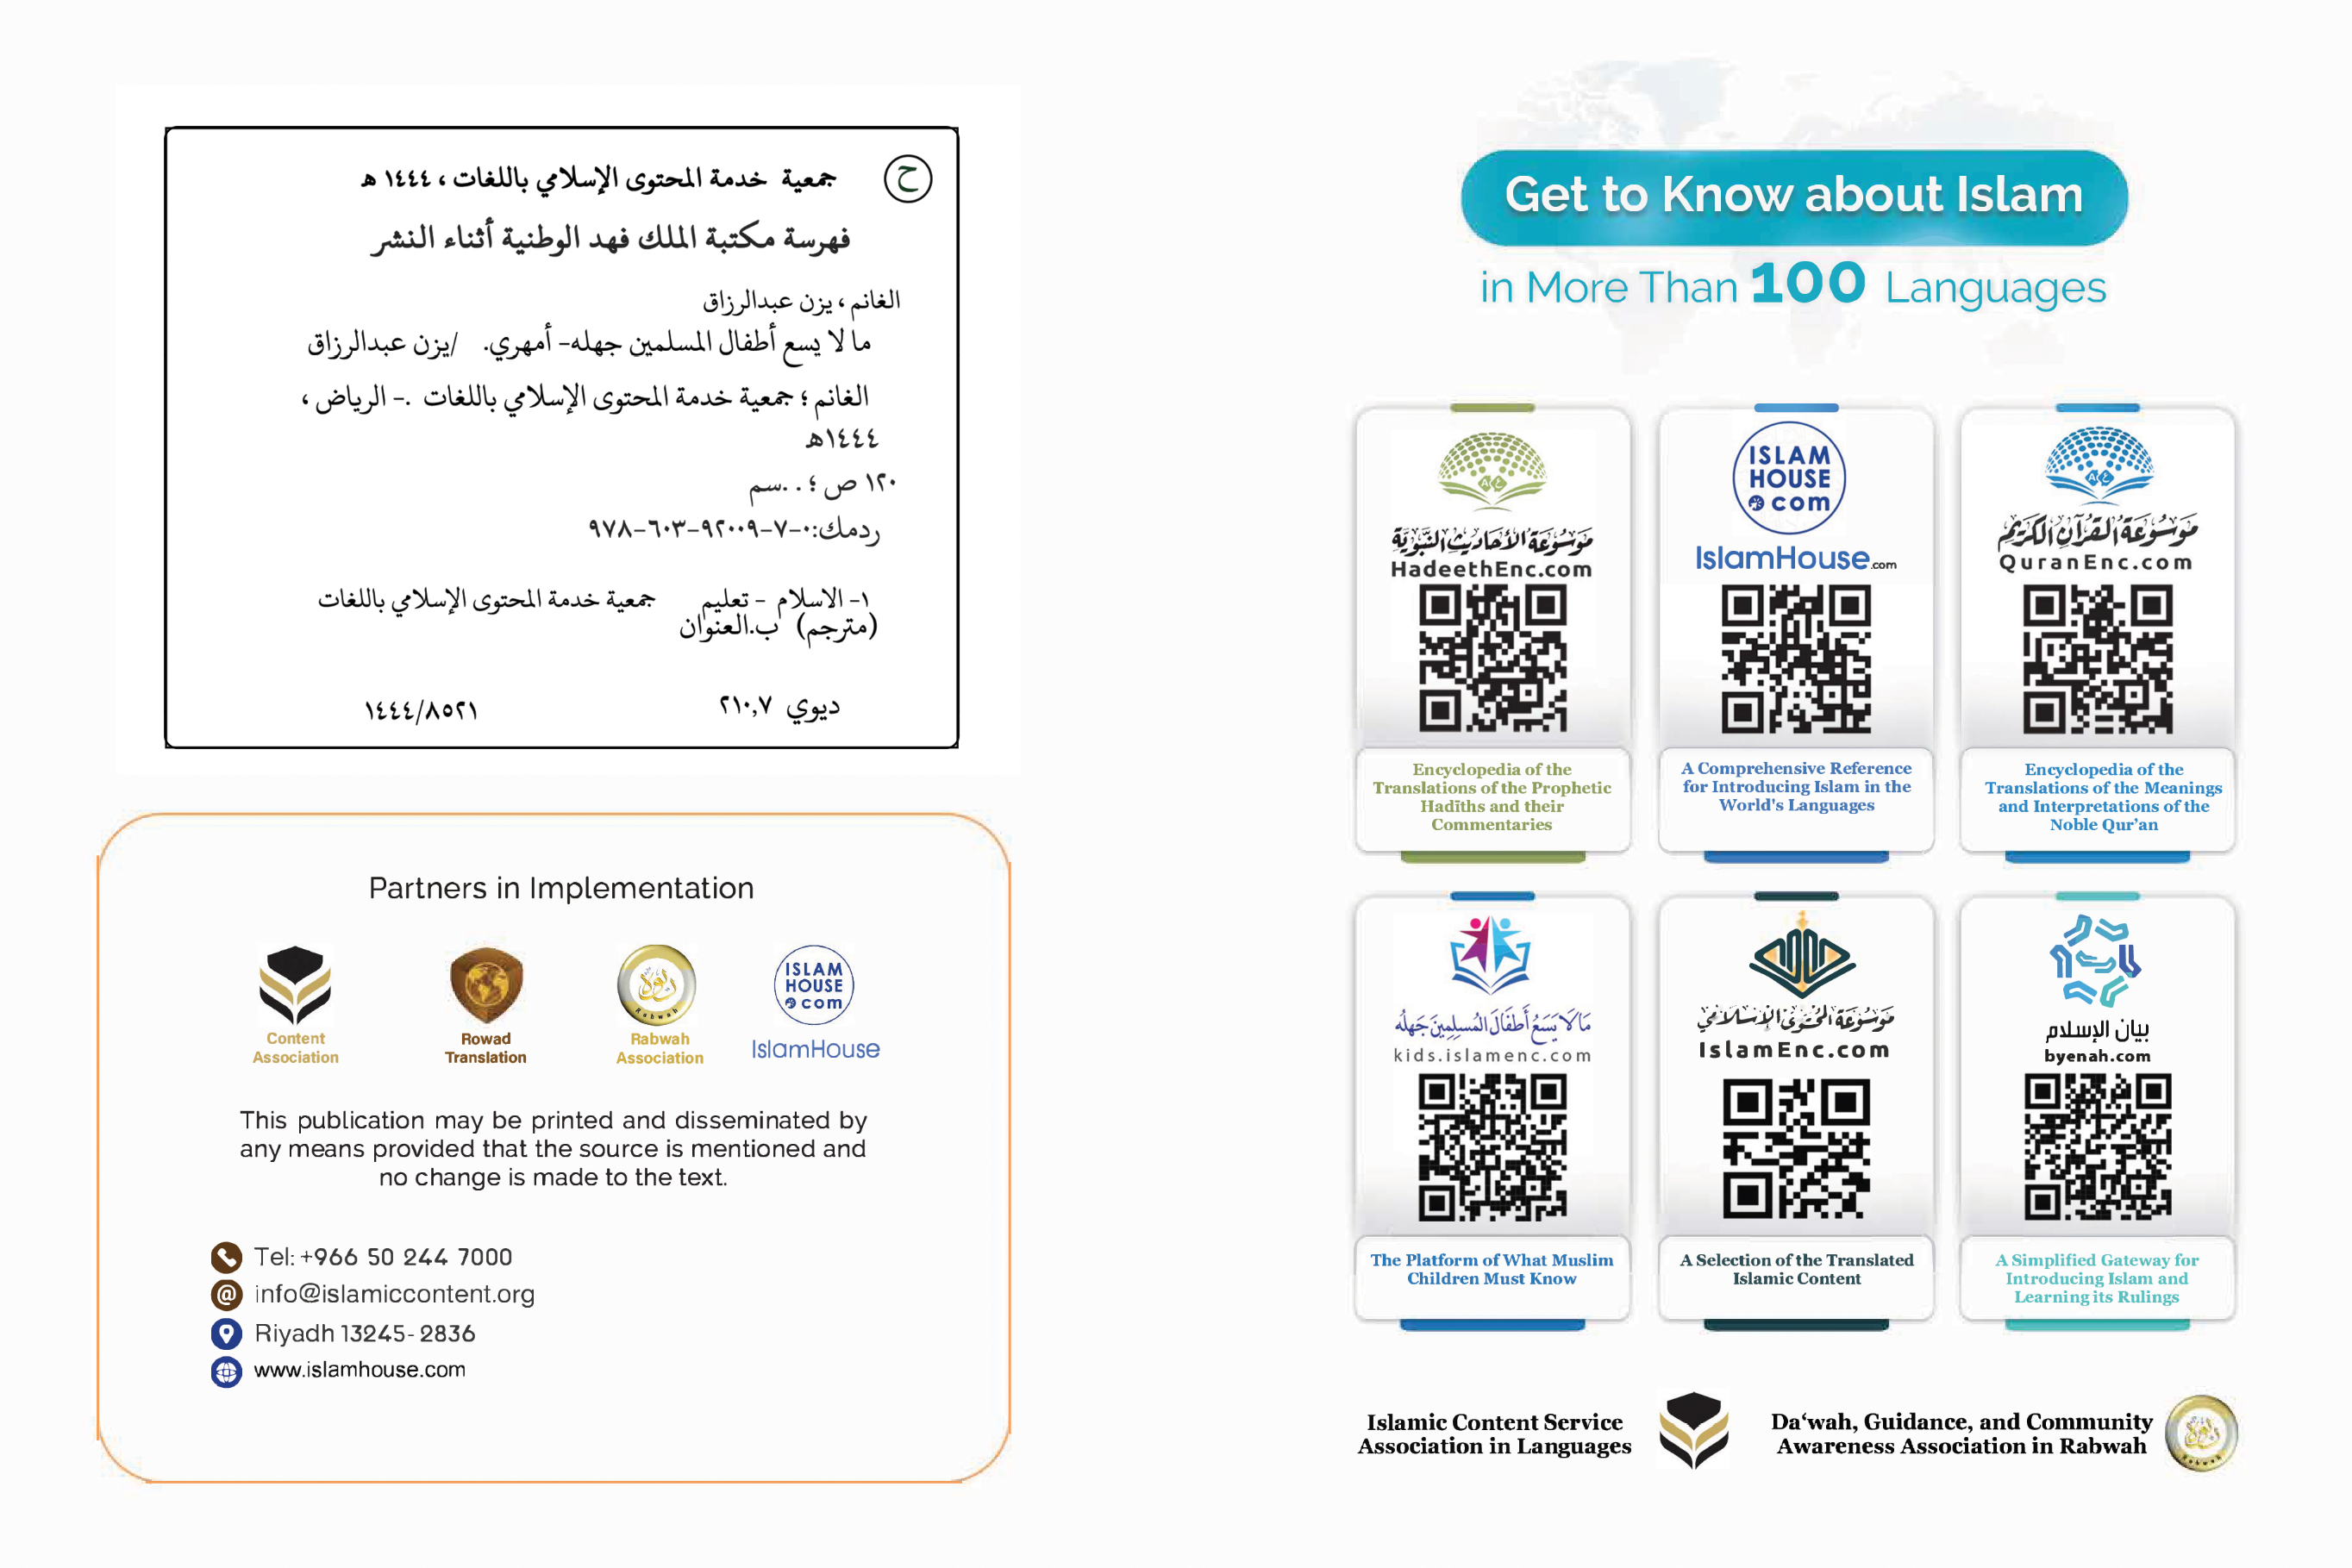 ح
جمعية خدمة المحتوى الإسلامي باللغات ، ١٤٤٤ هـ
فهرسة مكتبة الملك فهد الوطنية أثناء النشر
الغانم ، يزن عبدالرزاق
ما لا يسع أطفال المسلمين جهله- أمهري. /يزن عبدالرزاق
الغانم ؛ جمعية خدمة المحتوى الإسلامي باللغات .- الرياض ،
١٤٤٤هـ
١٢٠ ص ؛ ..سم
ردمك:٠-٧-٩٢٠٠٩-٦٠٣-٩٧٨
١- الاسلام - تعليم جمعية خدمة المحتوى الإسلامي باللغات
(مترجم) ب.العنوان
ديوي ٢١٠,٧ ١٤٤٤/٨٥٢١
Partners in Implementation
Content
Association
Rowad
Translation
Rabwah
Rabwah
Association
ISLAM
HOUSE
com
IslamHouse
This publication may be printed and disseminated by
any means provided that the source is mentioned and
no change is made to the text.
Tel: +966 50 244 7000
info@islamiccontent.org
Riyadh 13245- 2836
www.islamhouse.com
Get to Know about Islam
in More Than 100 Languages
موسوعة الأحاديث النبوية
HadeethEnc.com
Encyclopedia of the
Translations of the Prophetic
Hadīths and their
Commentaries
ISLAM
HOUSE
com
IslamHouse.com
A Comprehensive Reference
for Introducing Islam in the
World's Languages
موسوعة القرآن الكريم
QuranEnc.com
Encyclopedia of the
Translations of the Meanings
and Interpretations of the
Noble Qur’an
مَا لَا يَسَعُ أَطْفَالَ المُسْلِمِينَ جَهْلُه
kids.islamenc.com
The Platform of What Muslim
Children Must Know
موسوعة المحتوى الإسلامي
IslamEnc.com
A Selection of the Translated
Islamic Content
بيان الإسلام
byenah.com
A Simplified Gateway for
Introducing Islam and
Learning its Rulings
Islamic Content Service
Association in Languages
Da‘wah, Guidance, and Community
Awareness Association in Rabwah
Rabwah